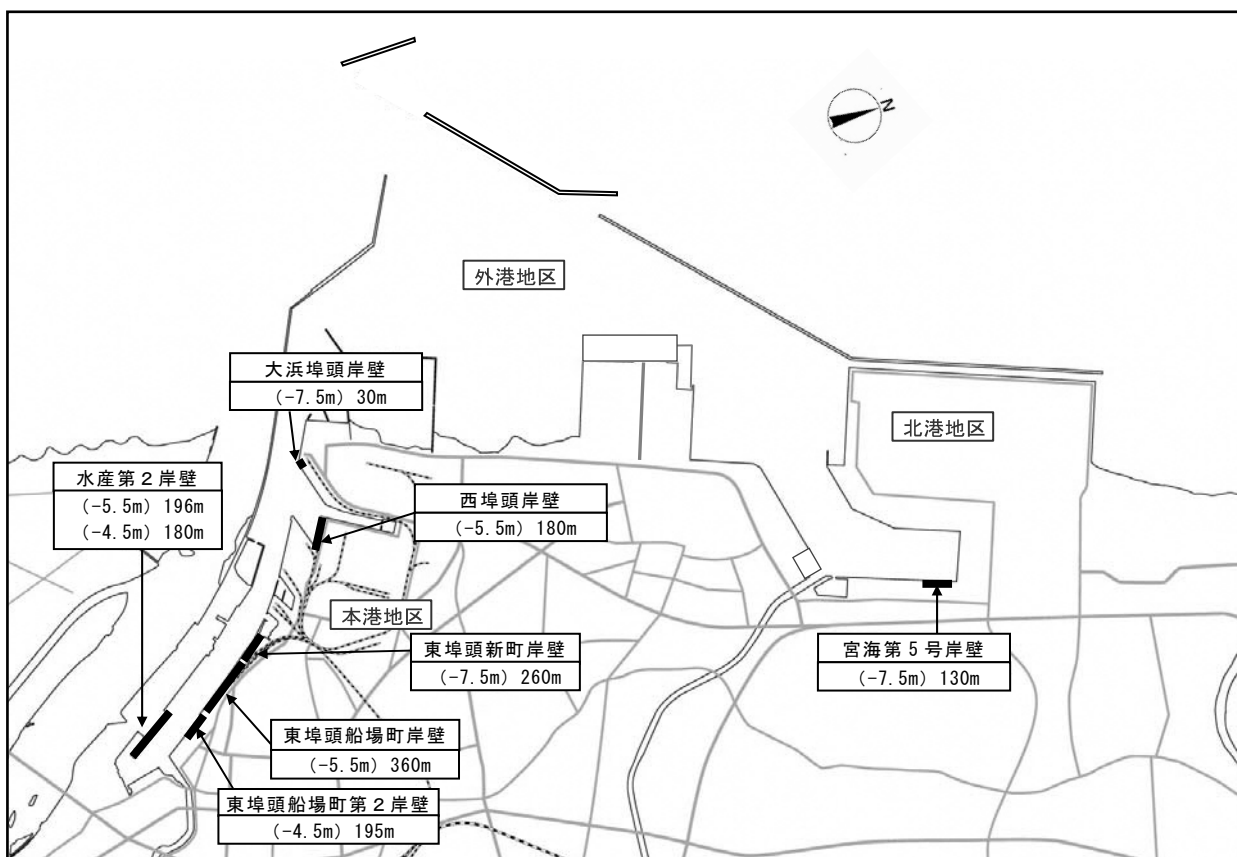 N
外港地区
大浜埠頭岸壁
(-7.5m) 30m
北港地区
水産第２岸壁
(-5.5m) 196m
(-4.5m) 180m
西埠頭岸壁
(-5.5m) 180m
本港地区
東埠頭新町岸壁
(-7.5m) 260m
宮海第５号岸壁
(-7.5m) 130m
東埠頭船場町岸壁
(-5.5m) 360m
東埠頭船場町第２岸壁
(-4.5m) 195m